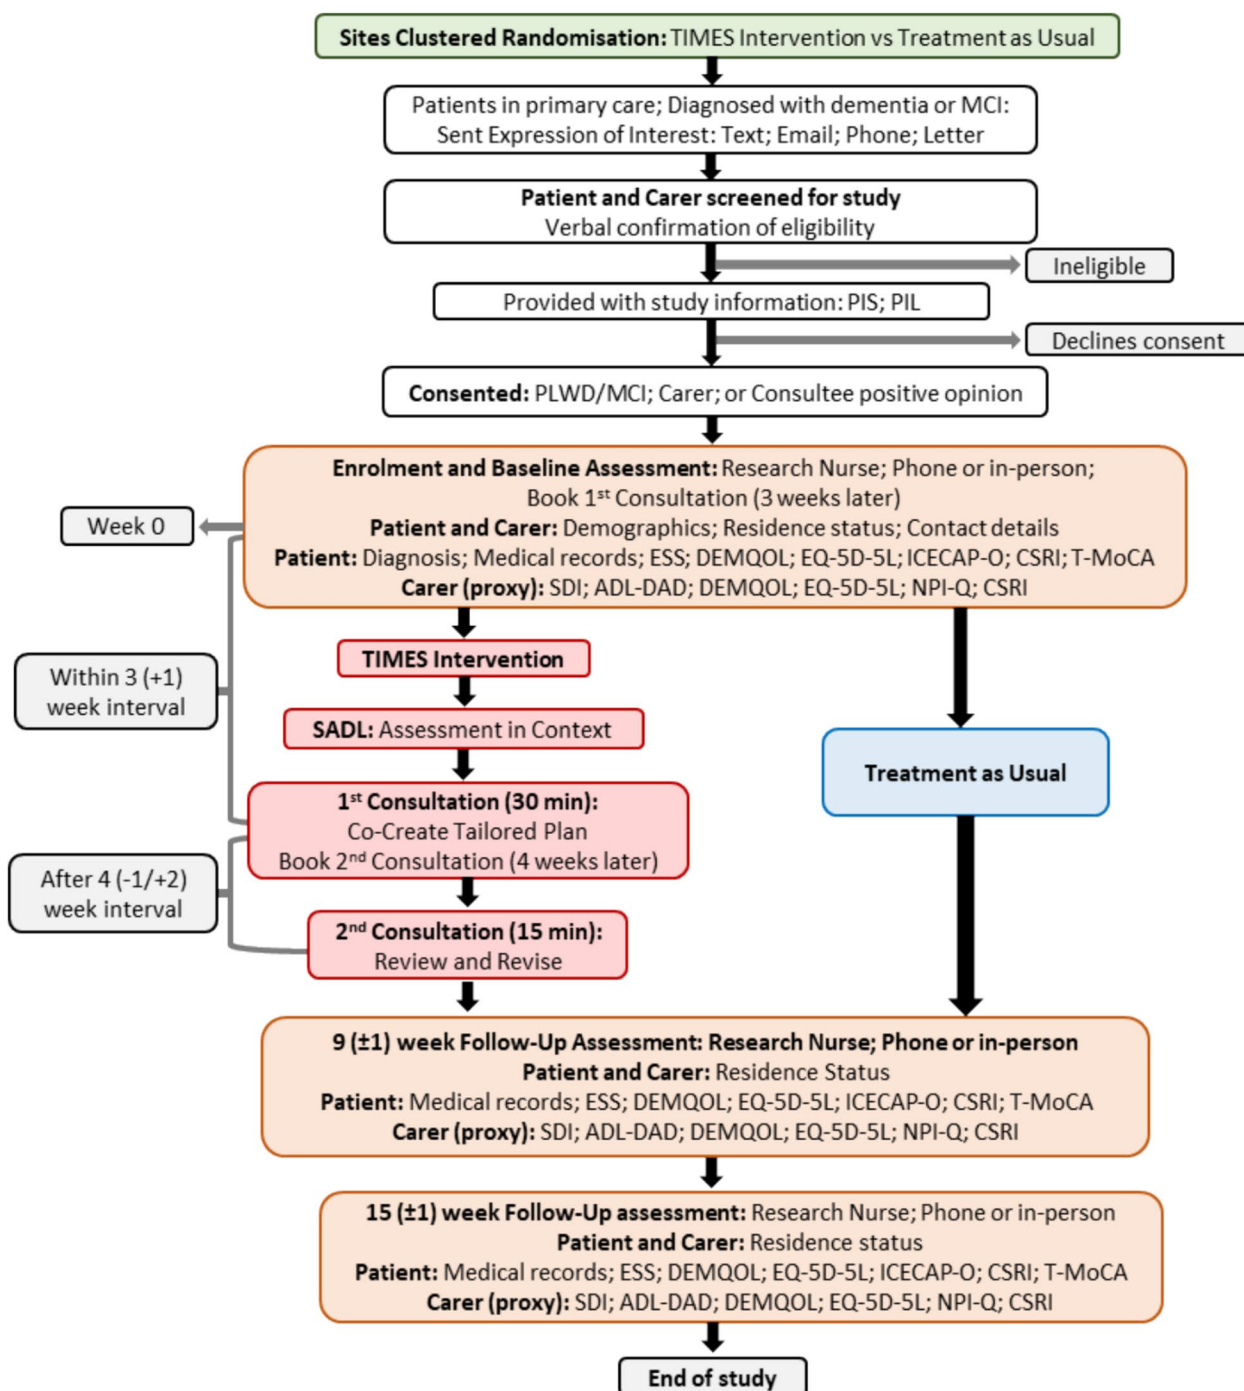 Sites Clustered Randomisation: TIMES Intervention vs Treatment as Usual
Patients in primary care; Diagnosed with dementia or MCI:
Sent Expression of Interest: Text; Email; Phone; Letter
Patient and Carer screened for study
Verbal confirmation of eligibility
Ineligible
Provided with study information: PIS; PIL
Declines consent
Consented: PLWD/MCI; Carer; or Consultee positive opinion
Enrolment and Baseline Assessment: Research Nurse; Phone or in-person;
Book 1st Consultation (3 weeks later)
Patient and Carer: Demographics; Residence status; Contact details
Patient: Diagnosis; Medical records; ESS; DEMQOL; EQ-5D-5L; ICECAP-O; CSRI; T-MoCA
Carer (proxy): SDI; ADL-DAD; DEMQOL; EQ-5D-5L; NPI-Q; CSRI
Week 0
Within 3 (+1)
week interval
TIMES Intervention
SADL: Assessment in Context
1st Consultation (30 min):
Co-Create Tailored Plan
Book 2nd Consultation (4 weeks later)
Treatment as Usual
After 4 (-1/+2)
week interval
2nd Consultation (15 min):
Review and Revise
9 (±1) week Follow-Up Assessment: Research Nurse; Phone or in-person
Patient and Carer: Residence Status
Patient: Medical records; ESS; DEMQOL; EQ-5D-5L; ICECAP-O; CSRI; T-MoCA
Carer (proxy): SDI; ADL-DAD; DEMQOL; EQ-5D-5L; NPI-Q; CSRI
15 (±1) week Follow-Up assessment: Research Nurse; Phone or in-person
Patient and Carer: Residence status
Patient: Medical records; ESS; DEMQOL; EQ-5D-5L; ICECAP-O; CSRI; T-MoCA
Carer (proxy): SDI; ADL-DAD; DEMQOL; EQ-5D-5L; NPI-Q; CSRI
End of study